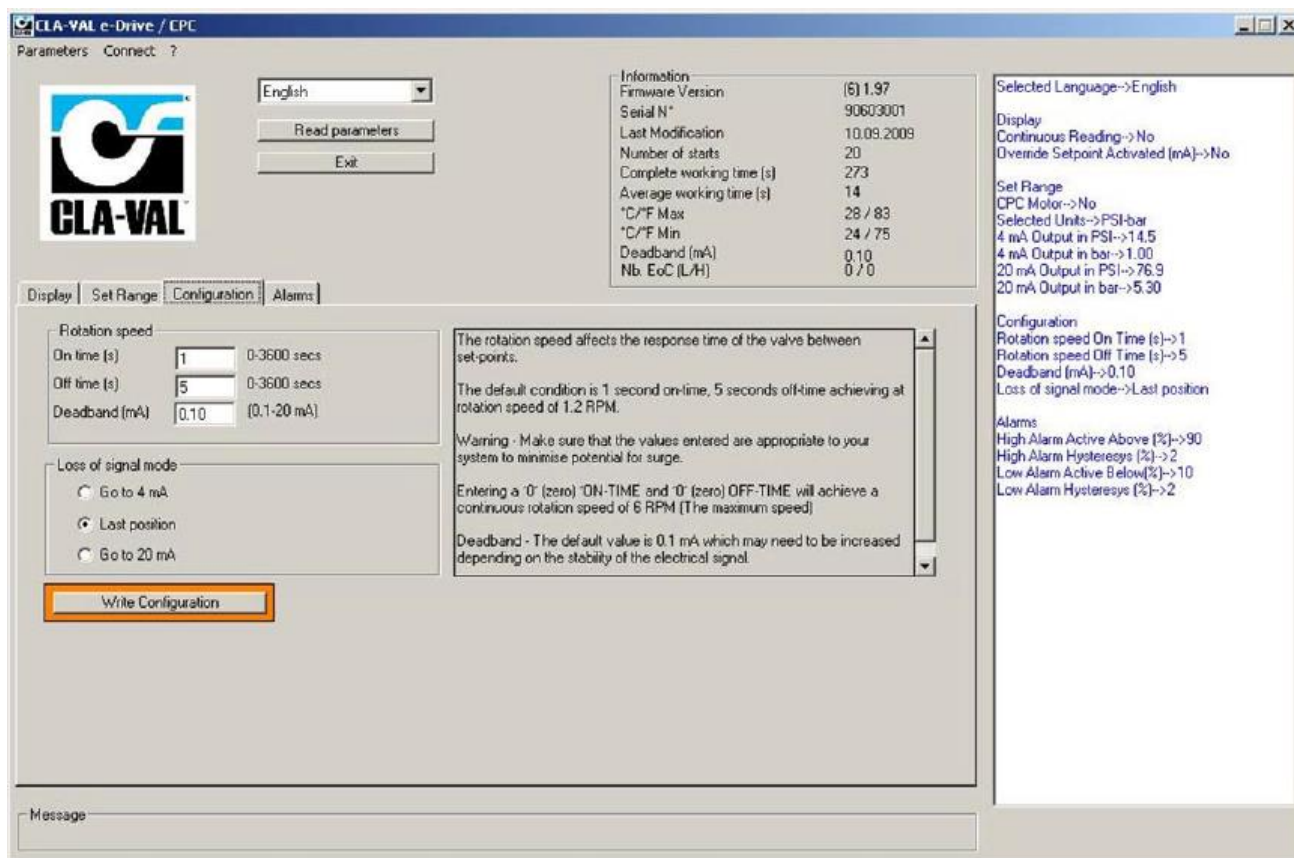 CLA-VAL e-Drive / CPC
Parameters Connect ?
CLA-VAL
English
Read parameters
Exit
Information
Firmware Version (6) 1.97
Serial N° 90603001
Last Modification 10.09.2009
Number of starts 20
Complete working time (s) 273
Average working time (s) 14
°C/°F Max 28 / 83
°C/°F Min 24 / 75
Deadband (mA) 0.10
Nb. EoC (L/H) 0 / 0
Display Set Range Configuration Alarms
Rotation speed
On time (s) 1 0-3600 secs
Off time (s) 5 0-3600 secs
Deadband (mA) 0.10 (0.1-20 mA)
Loss of signal mode
Go to 4 mA
Last position
Go to 20 mA
Write Configuration
The rotation speed affects the response time of the valve between
set-points.
The default condition is 1 second on-time, 5 seconds off-time achieving at
rotation speed of 1.2 RPM.
Warning - Make sure that the values entered are appropriate to your
system to minimise potential for surge.
Entering a '0' (zero) 'ON-TIME and '0' (zero) OFF-TIME will achieve a
continuous rotation speed of 6 RPM (The maximum speed)
Deadband - The default value is 0.1 mA which may need to be increased
depending on the stability of the electrical signal.
Message
Selected Language-->English
Display
Continuous Reading-->No
Override Setpoint Activated (mA)-->No
Set Range
CPC Motor-->No
Selected Units-->PSI-bar
4 mA Output in PSI-->14.5
4 mA Output in bar-->1.00
20 mA Output in PSI-->76.9
20 mA Output in bar-->5.30
Configuration
Rotation speed On Time (s)-->1
Rotation speed Off Time (s)-->5
Deadband (mA)-->0.10
Loss of signal mode-->Last position
Alarms
High Alarm Active Above (%)-->90
High Alarm Hysteresys (%)-->2
Low Alarm Active Below(%)-->10
Low Alarm Hysteresys (%)-->2